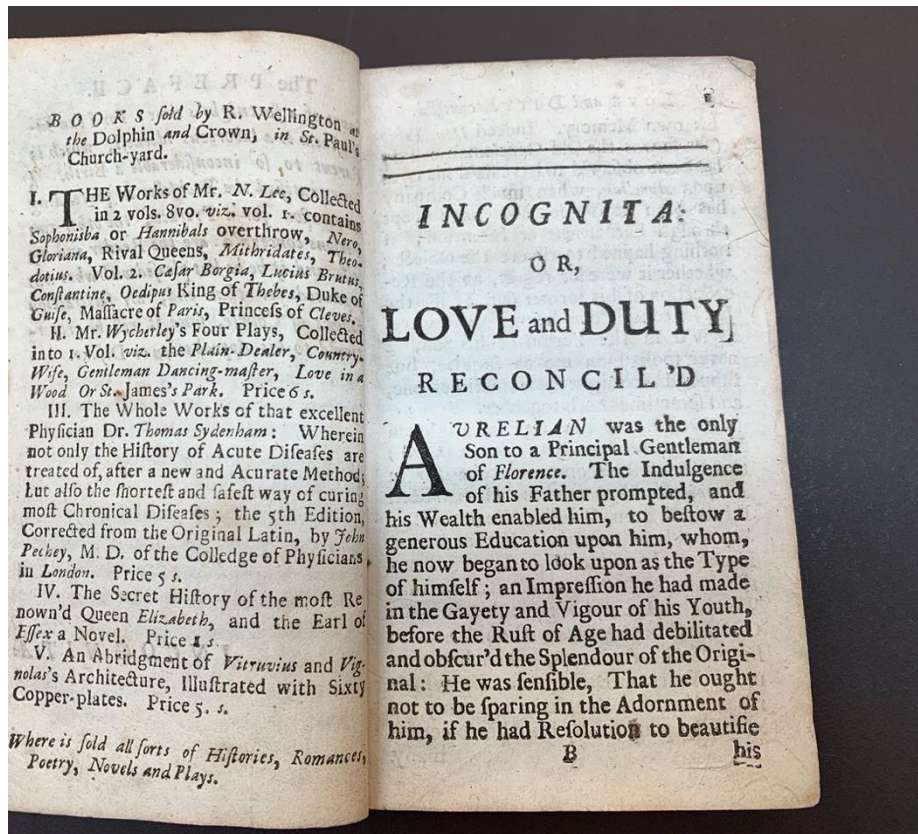 BOOKS ſold by R. Wellington at
the Dolphin and Crown, in St. Paul's
Church-yard.
I. THE Works of Mr. N. Lee, Collected
in 2 vols. 8vo. viz. vol. 1. contains
Sophonisba or Hannibals overthrow, Nero,
Gloriana, Rival Queens, Mithridates, Theo-
dotius. Vol. 2. Cæſar Borgia, Lucius Brutus,
Conſtantine, Oedipus King of Thebes, Duke of
Guiſe, Maſſacre of Paris, Princeſs of Cleves.
II. Mr. Wycherley's Four Plays, Collected
into 1. Vol. viz. the Plain-Dealer, Country-
Wife, Gentleman Dancing-maſter, Love in a
Wood Or St. James's Park. Price 6 s.
III. The Whole Works of that excellent
Phyſician Dr. Thomas Sydenham: Wherein
not only the Hiſtory of Acute Diſeaſes are
treated of, after a new and Acurate Method;
but alſo the ſhorteſt and ſafeſt way of curing
moſt Chronical Diſeaſes; the 5th Edition,
Corrected from the Original Latin, by John
Pechey, M. D. of the Colledge of Phyſicians
in London. Price 5 s.
IV. The Secret Hiſtory of the moſt Re
nown'd Queen Elizabeth, and the Earl of
Eſſex a Novel. Price 1 s.
V. An Abridgment of Vitruvius and Vig-
nolas's Architecture, Illuſtrated with Sixty
Copper-plates. Price 5. s.
Where is ſold all ſorts of Hiſtories, Romances,
Poetry, Novels and Plays.
INCOGNITA:
OR,
LOVE and DUTY
RECONCIL'D
AURELIAN was the only
Son to a Principal Gentleman
of Florence. The Indulgence
of his Father prompted, and
his Wealth enabled him, to beſtow a
generous Education upon him, whom,
he now began to look upon as the Type
of himſelf; an Impreſſion he had made
in the Gayety and Vigour of his Youth,
before the Ruſt of Age had debilitated
and obſcur'd the Splendour of the Origi-
nal: He was ſenſible, That he ought
not to be ſparing in the Adornment of
him, if he had Reſolution to beautifie
B his